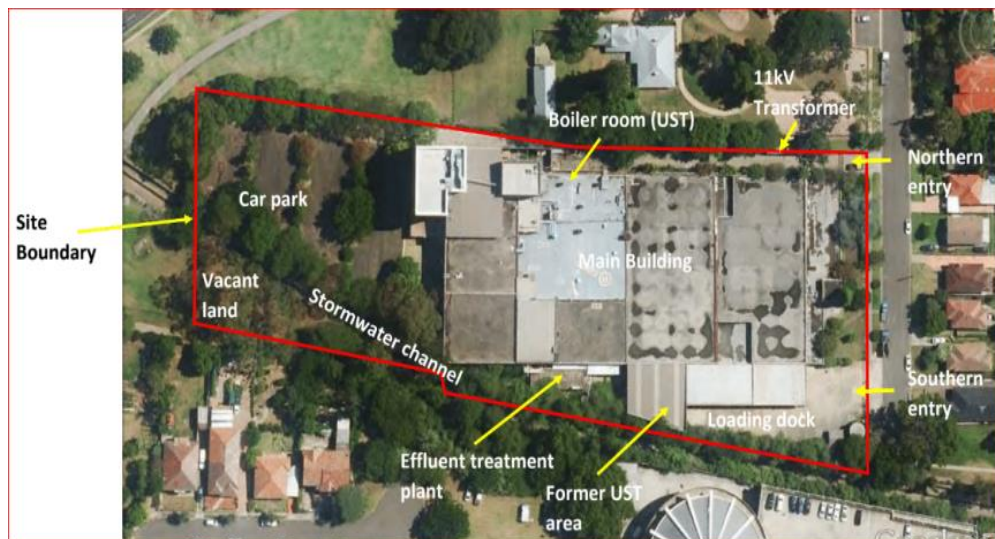 11kV
Transformer
Boiler room (UST)
Northern
entry
Car park
Site
Boundary
Main Building
Vacant
land
Stormwater channel
Southern
entry
Loading dock
Effluent treatment
plant
Former UST
area